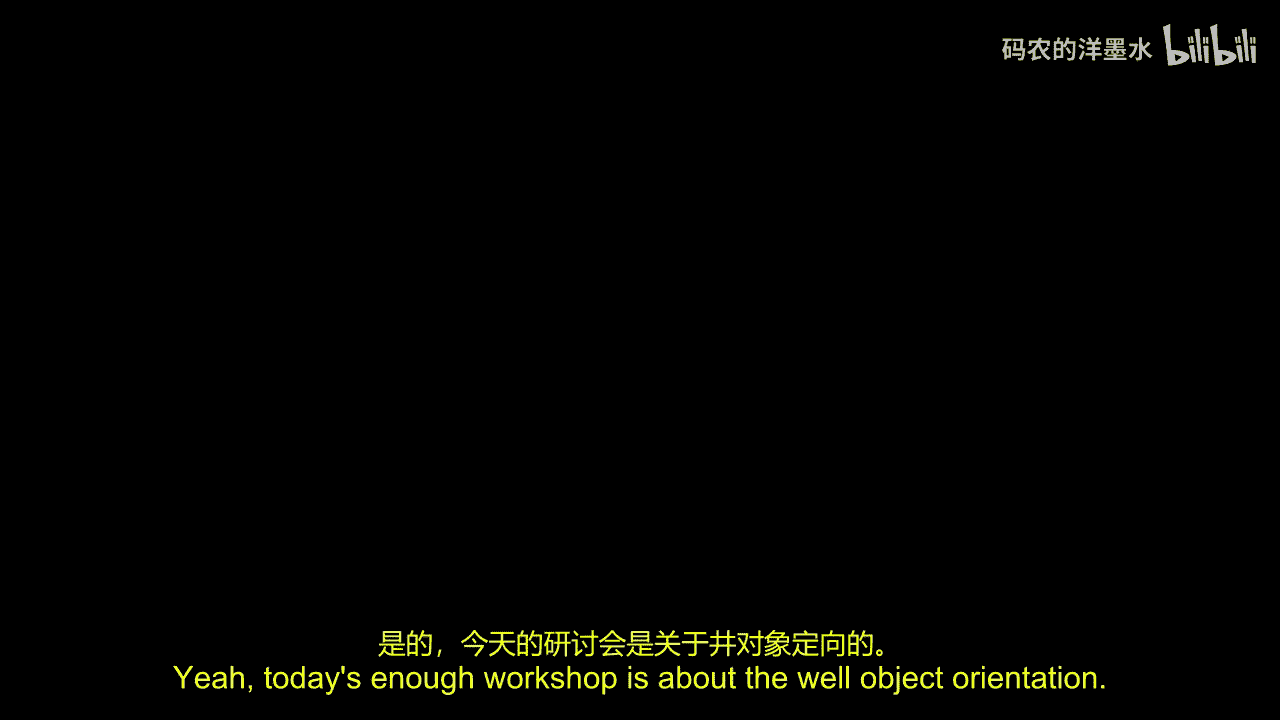 码农的洋墨水 bilibili
是的，今天的研讨会是关于井对象定向的。
Yeah, today's enough workshop is about the well object orientation.